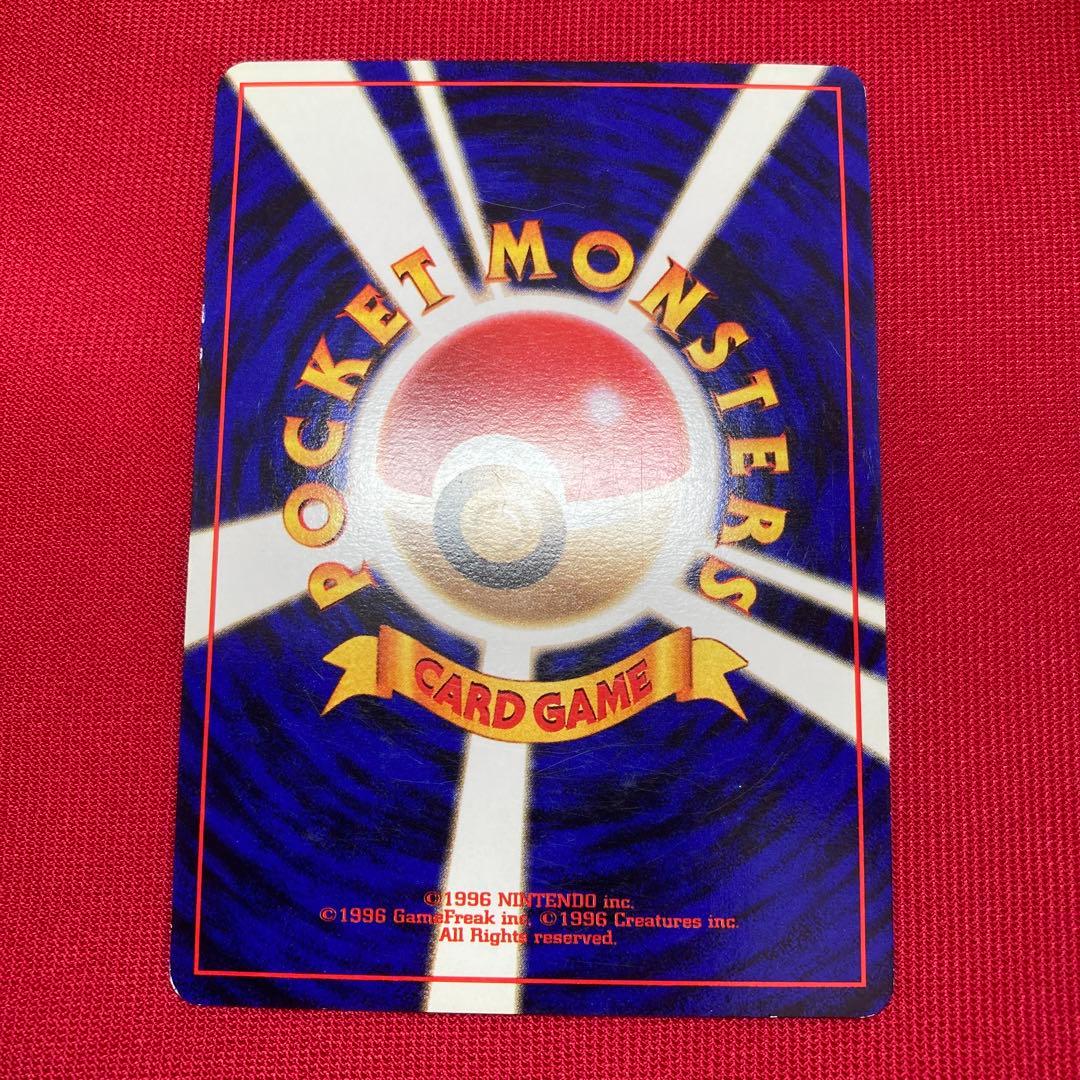 POCKET MONSTERS
CARD GAME
©1996 NINTENDO inc.
©1996 GameFreak inc. ©1996 Creatures inc.
All Rights reserved.